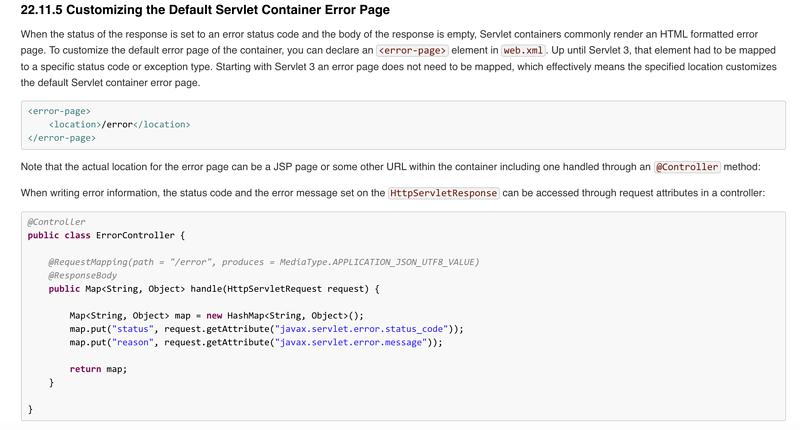 22.11.5 Customizing the Default Servlet Container Error Page
When the status of the response is set to an error status code and the body of the response is empty, Servlet containers commonly render an HTML formatted error
page. To customize the default error page of the container, you can declare an <error-page> element in web.xml. Up until Servlet 3, that element had to be mapped
to a specific status code or exception type. Starting with Servlet 3 an error page does not need to be mapped, which effectively means the specified location customizes
the default Servlet container error page.
<error-page>
    <location>/error</location>
</error-page>
Note that the actual location for the error page can be a JSP page or some other URL within the container including one handled through an @Controller method:
When writing error information, the status code and the error message set on the HttpServletResponse can be accessed through request attributes in a controller:
@Controller
public class ErrorController {
    @RequestMapping(path = "/error", produces = MediaType.APPLICATION_JSON_UTF8_VALUE)
    @ResponseBody
    public Map<String, Object> handle(HttpServletRequest request) {
        Map<String, Object> map = new HashMap<String, Object>();
        map.put("status", request.getAttribute("javax.servlet.error.status_code"));
        map.put("reason", request.getAttribute("javax.servlet.error.message"));
        return map;
    }
}